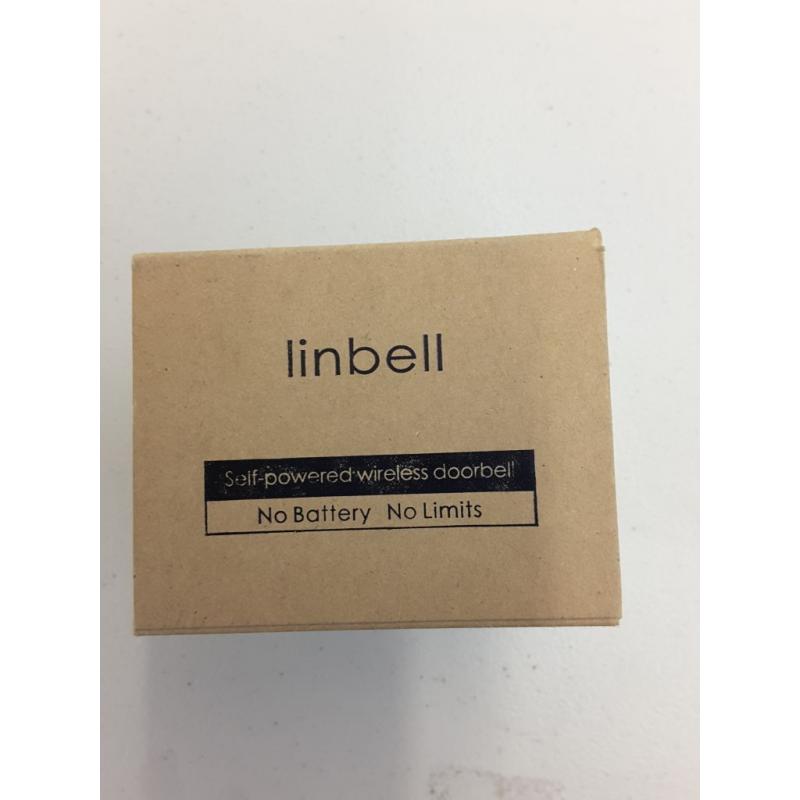 linbell
Self-powered wireless doorbell
No Battery No Limits